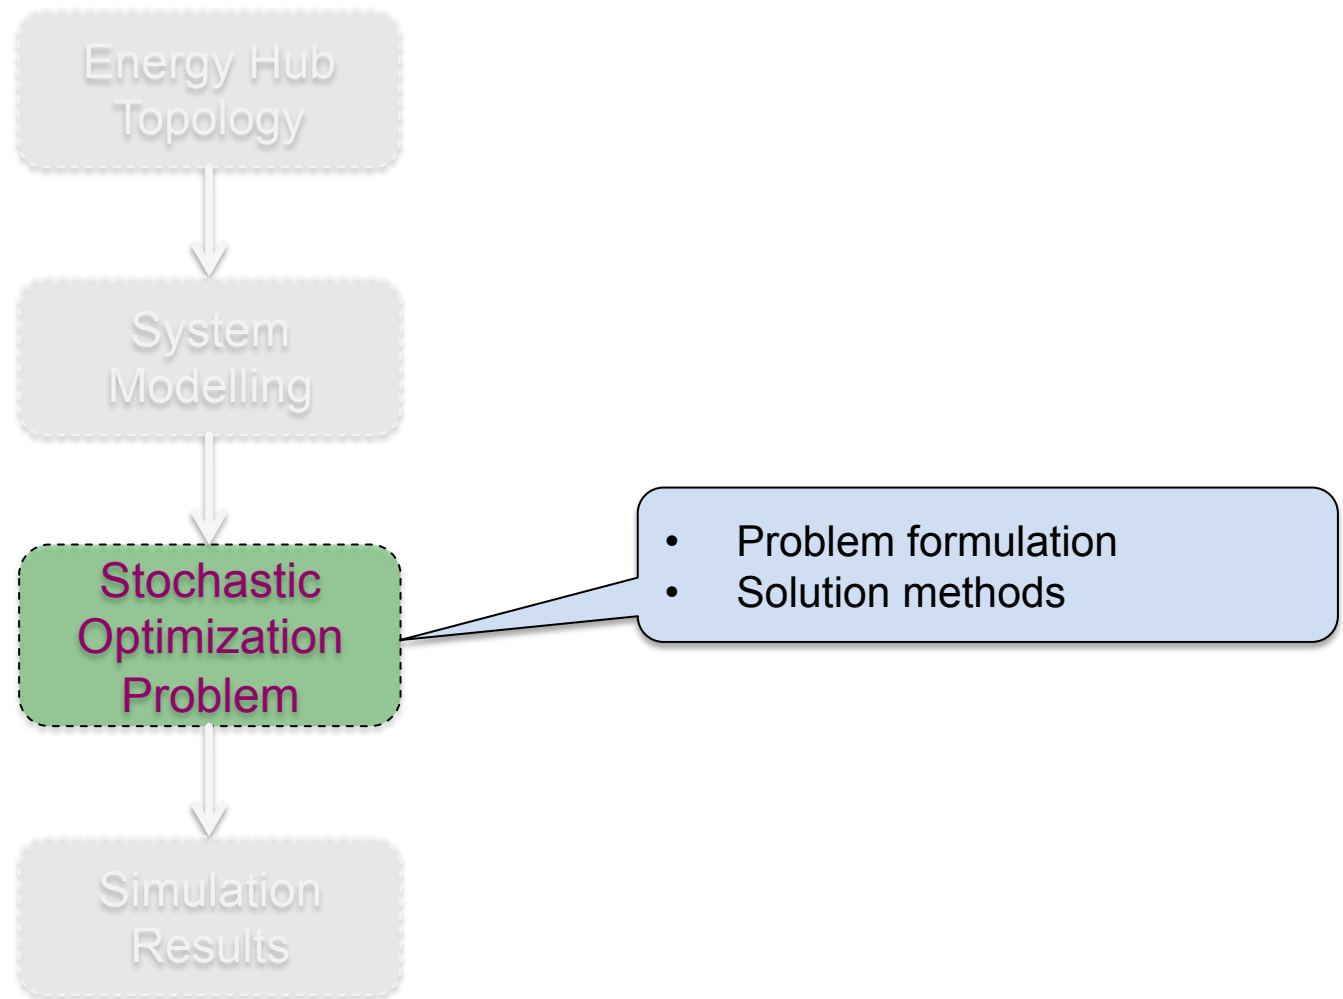 Energy Hub
Topology
System
Modelling
Stochastic
Optimization
Problem
• Problem formulation
• Solution methods
Simulation
Results